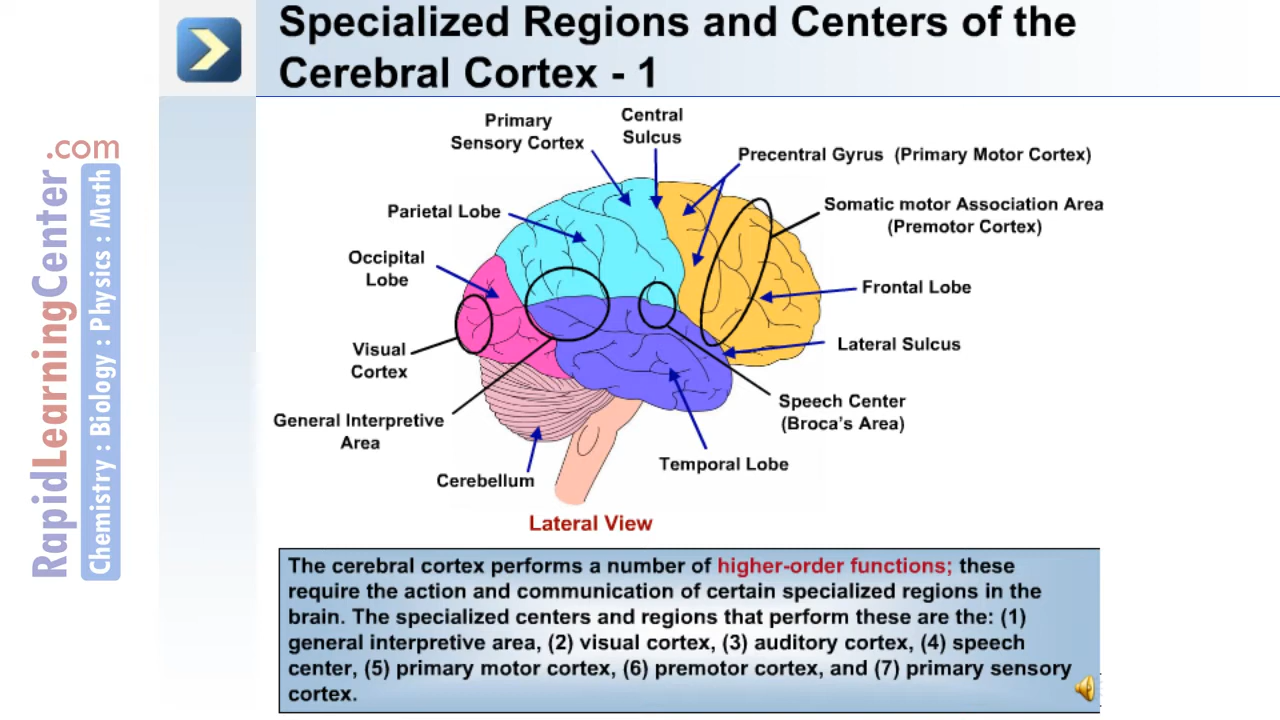 Specialized Regions and Centers of the
Cerebral Cortex - 1
RapidLearningCenter.com
Chemistry : Biology : Physics : Math
Primary
Sensory Cortex
Central
Sulcus
Precentral Gyrus (Primary Motor Cortex)
Parietal Lobe
Somatic motor Association Area
(Premotor Cortex)
Occipital
Lobe
Frontal Lobe
Visual
Cortex
Lateral Sulcus
General Interpretive
Area
Speech Center
(Broca's Area)
Cerebellum
Temporal Lobe
Lateral View
The cerebral cortex performs a number of higher-order functions; these
require the action and communication of certain specialized regions in the
brain. The specialized centers and regions that perform these are the: (1)
general interpretive area, (2) visual cortex, (3) auditory cortex, (4) speech
center, (5) primary motor cortex, (6) premotor cortex, and (7) primary sensory
cortex.